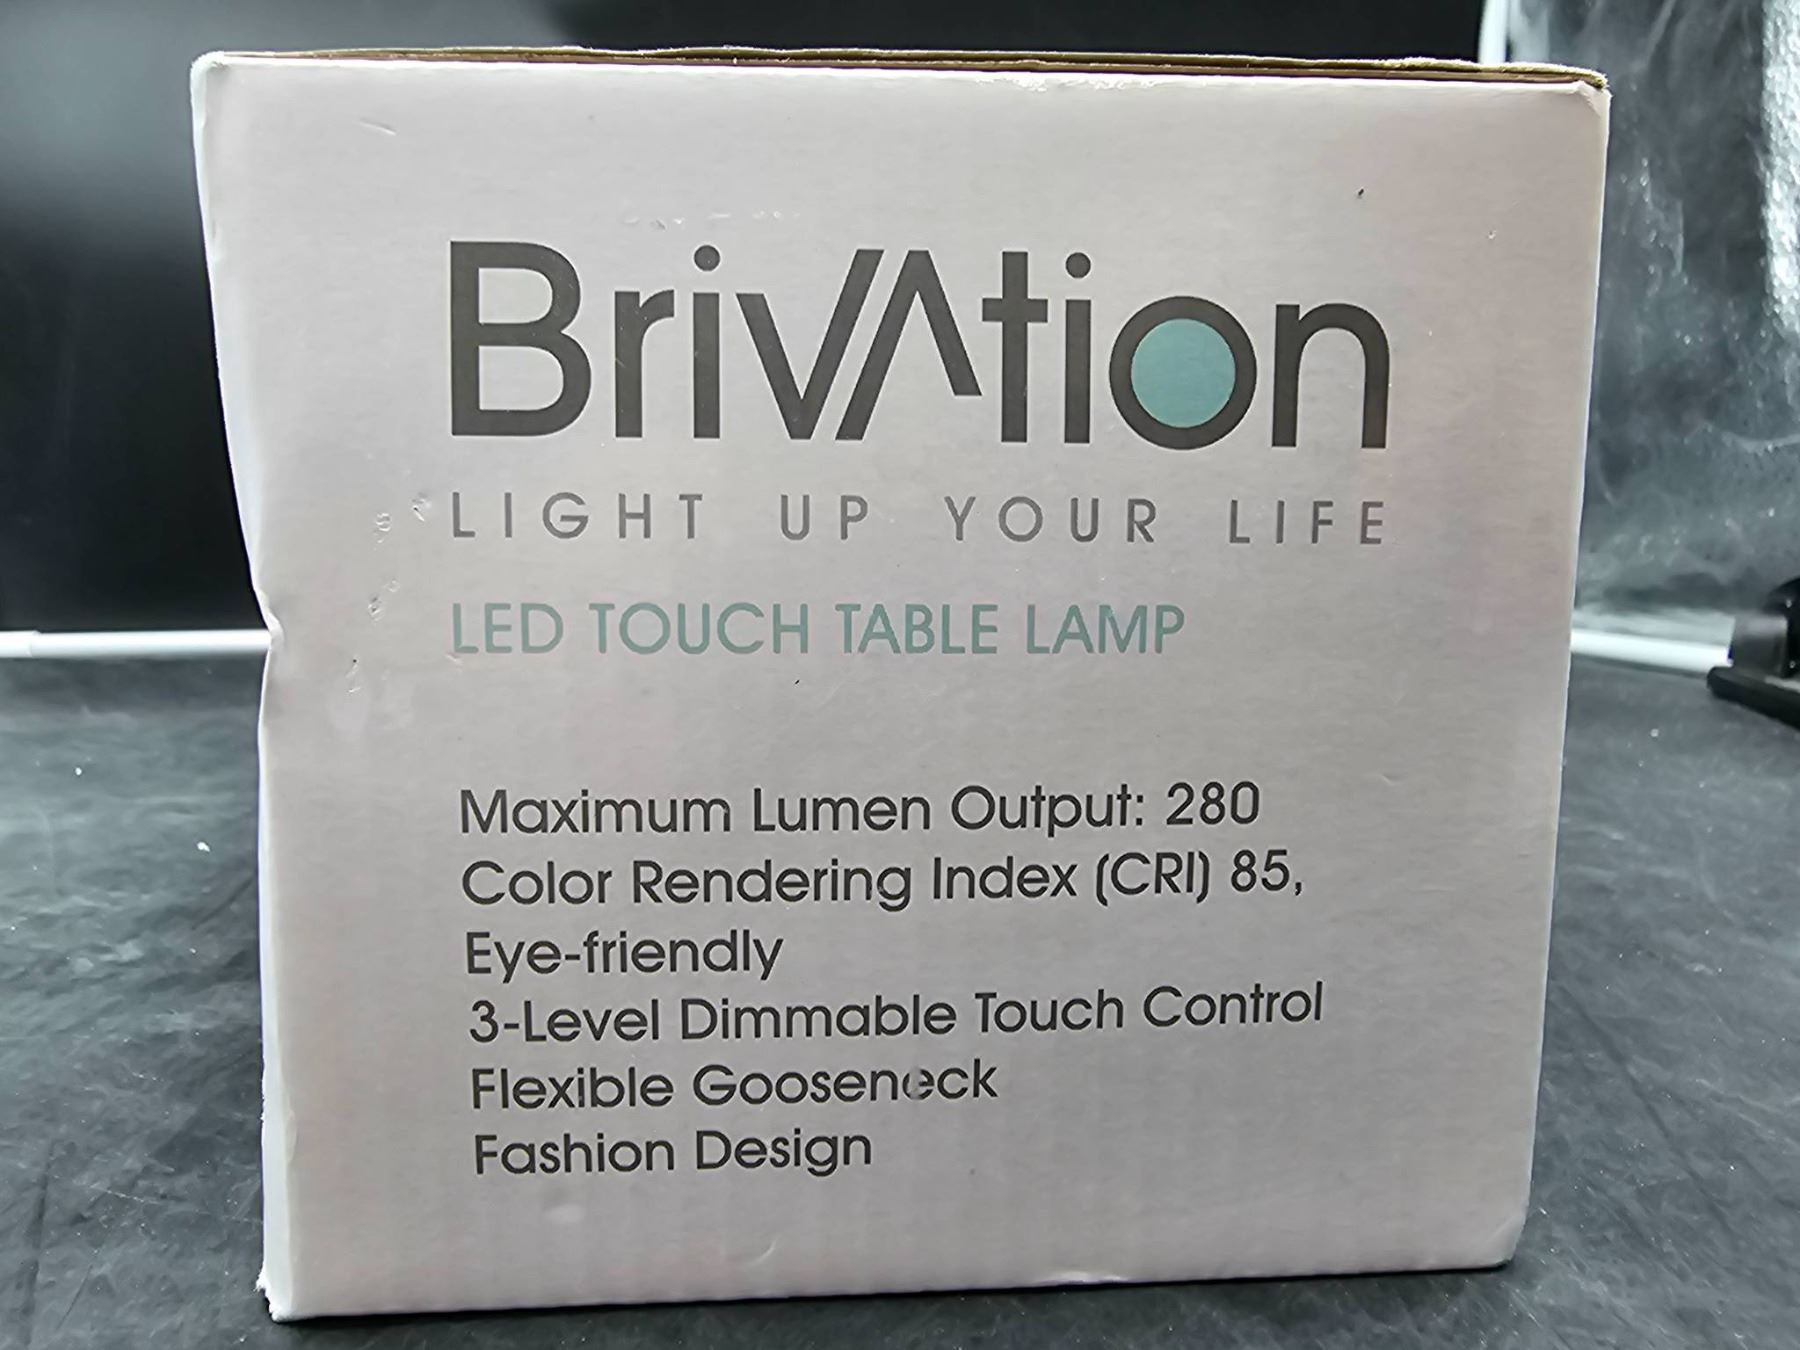 Brivation
LIGHT UP YOUR LIFE
LED TOUCH TABLE LAMP
Maximum Lumen Output: 280
Color Rendering Index (CRI) 85,
Eye-friendly
3-Level Dimmable Touch Control
Flexible Gooseneck
Fashion Design